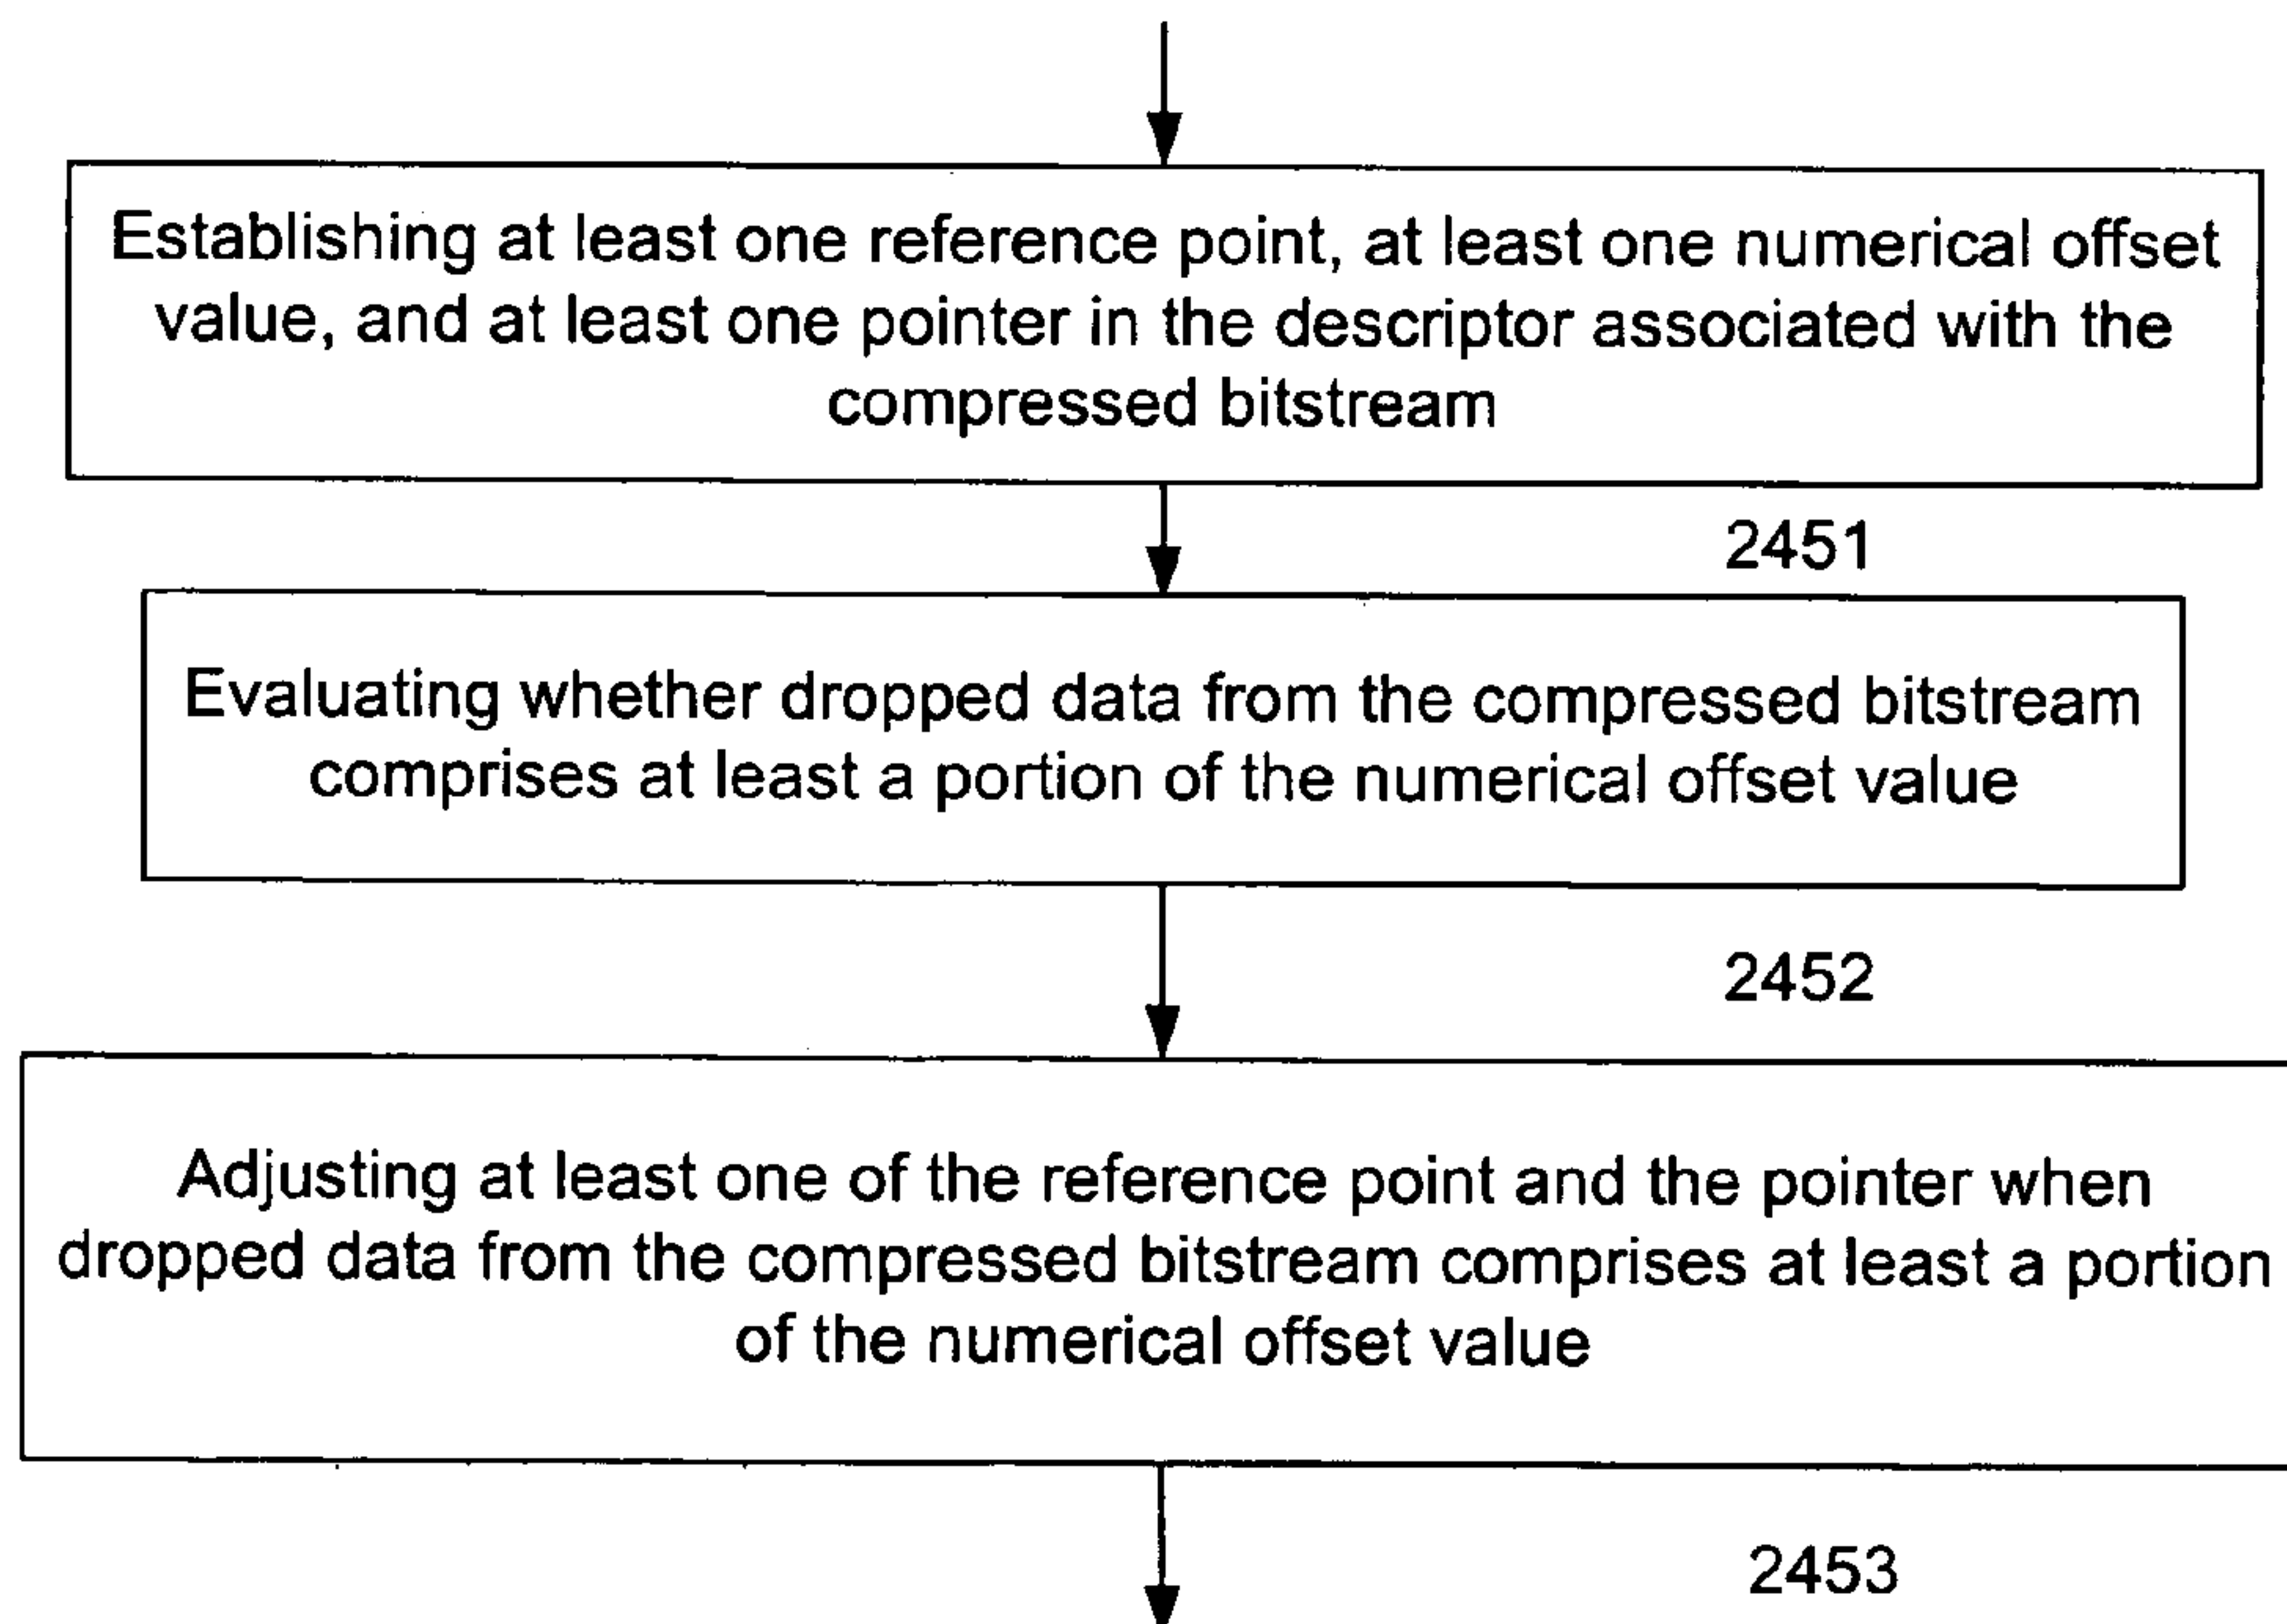 Establishing at least one reference point, at least one numerical offset
value, and at least one pointer in the descriptor associated with the
compressed bitstream
2451
Evaluating whether dropped data from the compressed bitstream
comprises at least a portion of the numerical offset value
2452
Adjusting at least one of the reference point and the pointer when
dropped data from the compressed bitstream comprises at least a portion
of the numerical offset value
2453